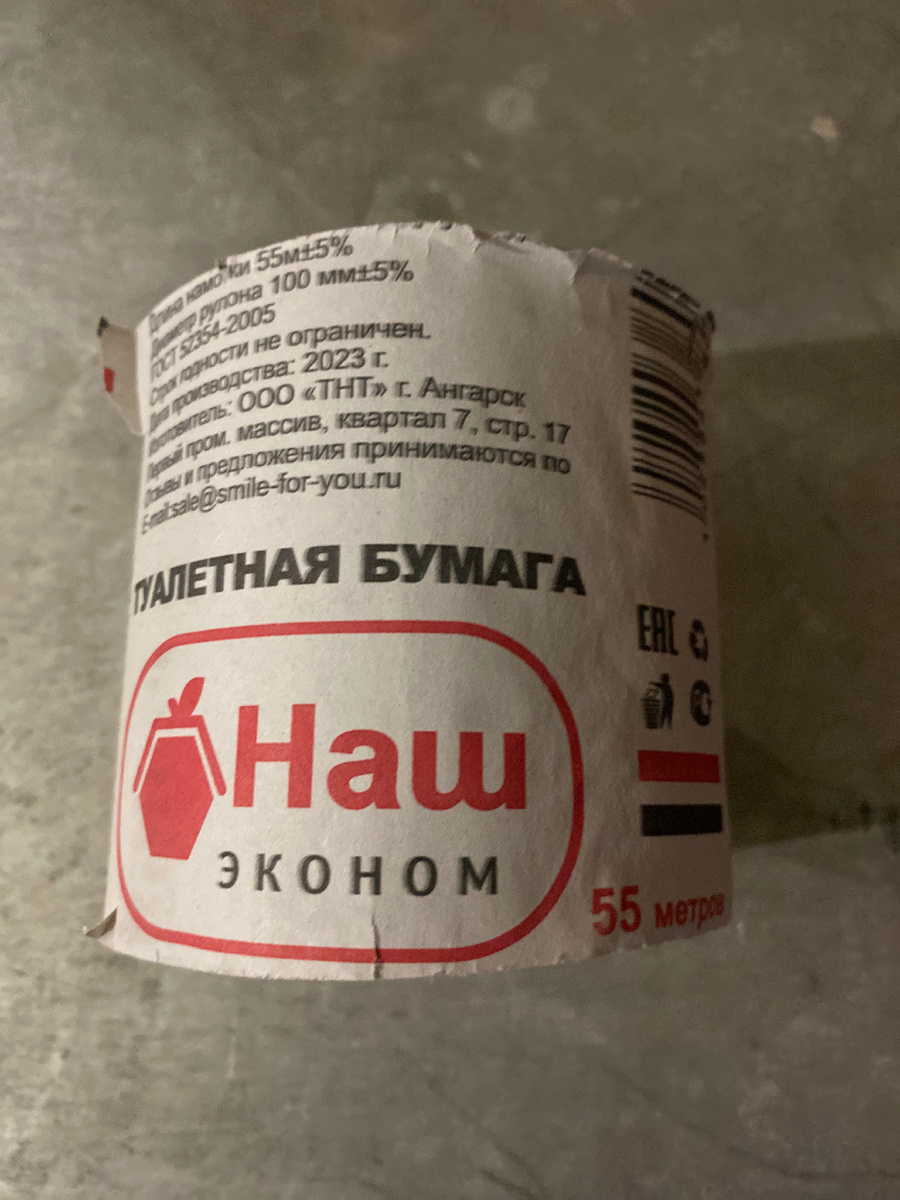 Длина намотки 55м±5%
Диаметр рулона 100 мм±5%
ГОСТ 52354-2005
Срок годности не ограничен.
Дата производства: 2023 г.
Изготовитель: ООО «ТНТ» г. Ангарск
Первый пром. массив, квартал 7, стр. 17
Отзывы и предложения принимаются по
E-mail:sale@smile-for-you.ru
ТУАЛЕТНАЯ БУМАГА
Наш
ЭКОНОМ
EAC
55 метров